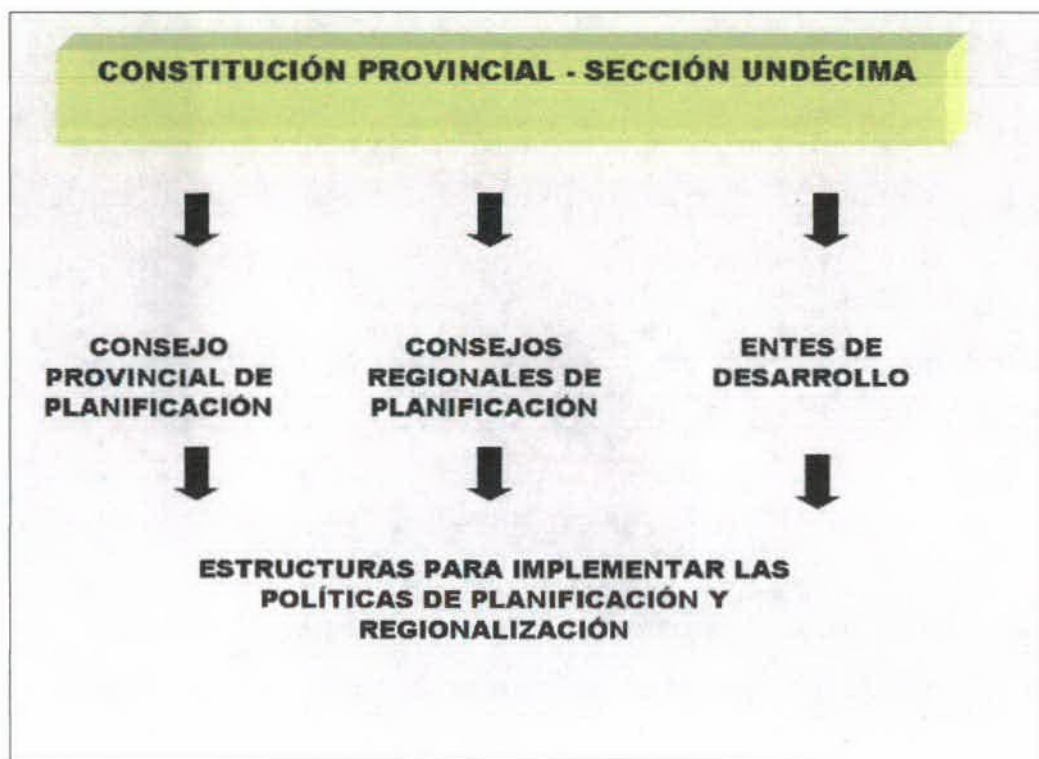 CONSTITUCIÓN PROVINCIAL - SECCIÓN UNDÉCIMA
CONSEJO
PROVINCIAL DE
PLANIFICACIÓN
CONSEJOS
REGIONALES DE
PLANIFICACIÓN
ENTES DE
DESARROLLO
ESTRUCTURAS PARA IMPLEMENTAR LAS
POLÍTICAS DE PLANIFICACIÓN Y
REGIONALIZACIÓN